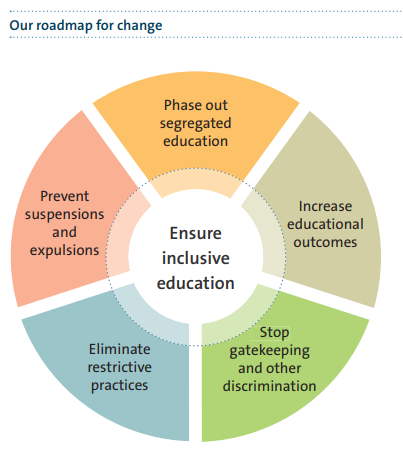 Our roadmap for change
Phase out
segregated
education
Increase
educational
outcomes
Stop
gatekeeping
and other
discrimination
Eliminate
restrictive
practices
Prevent
suspensions
and
expulsions
Ensure
inclusive
education